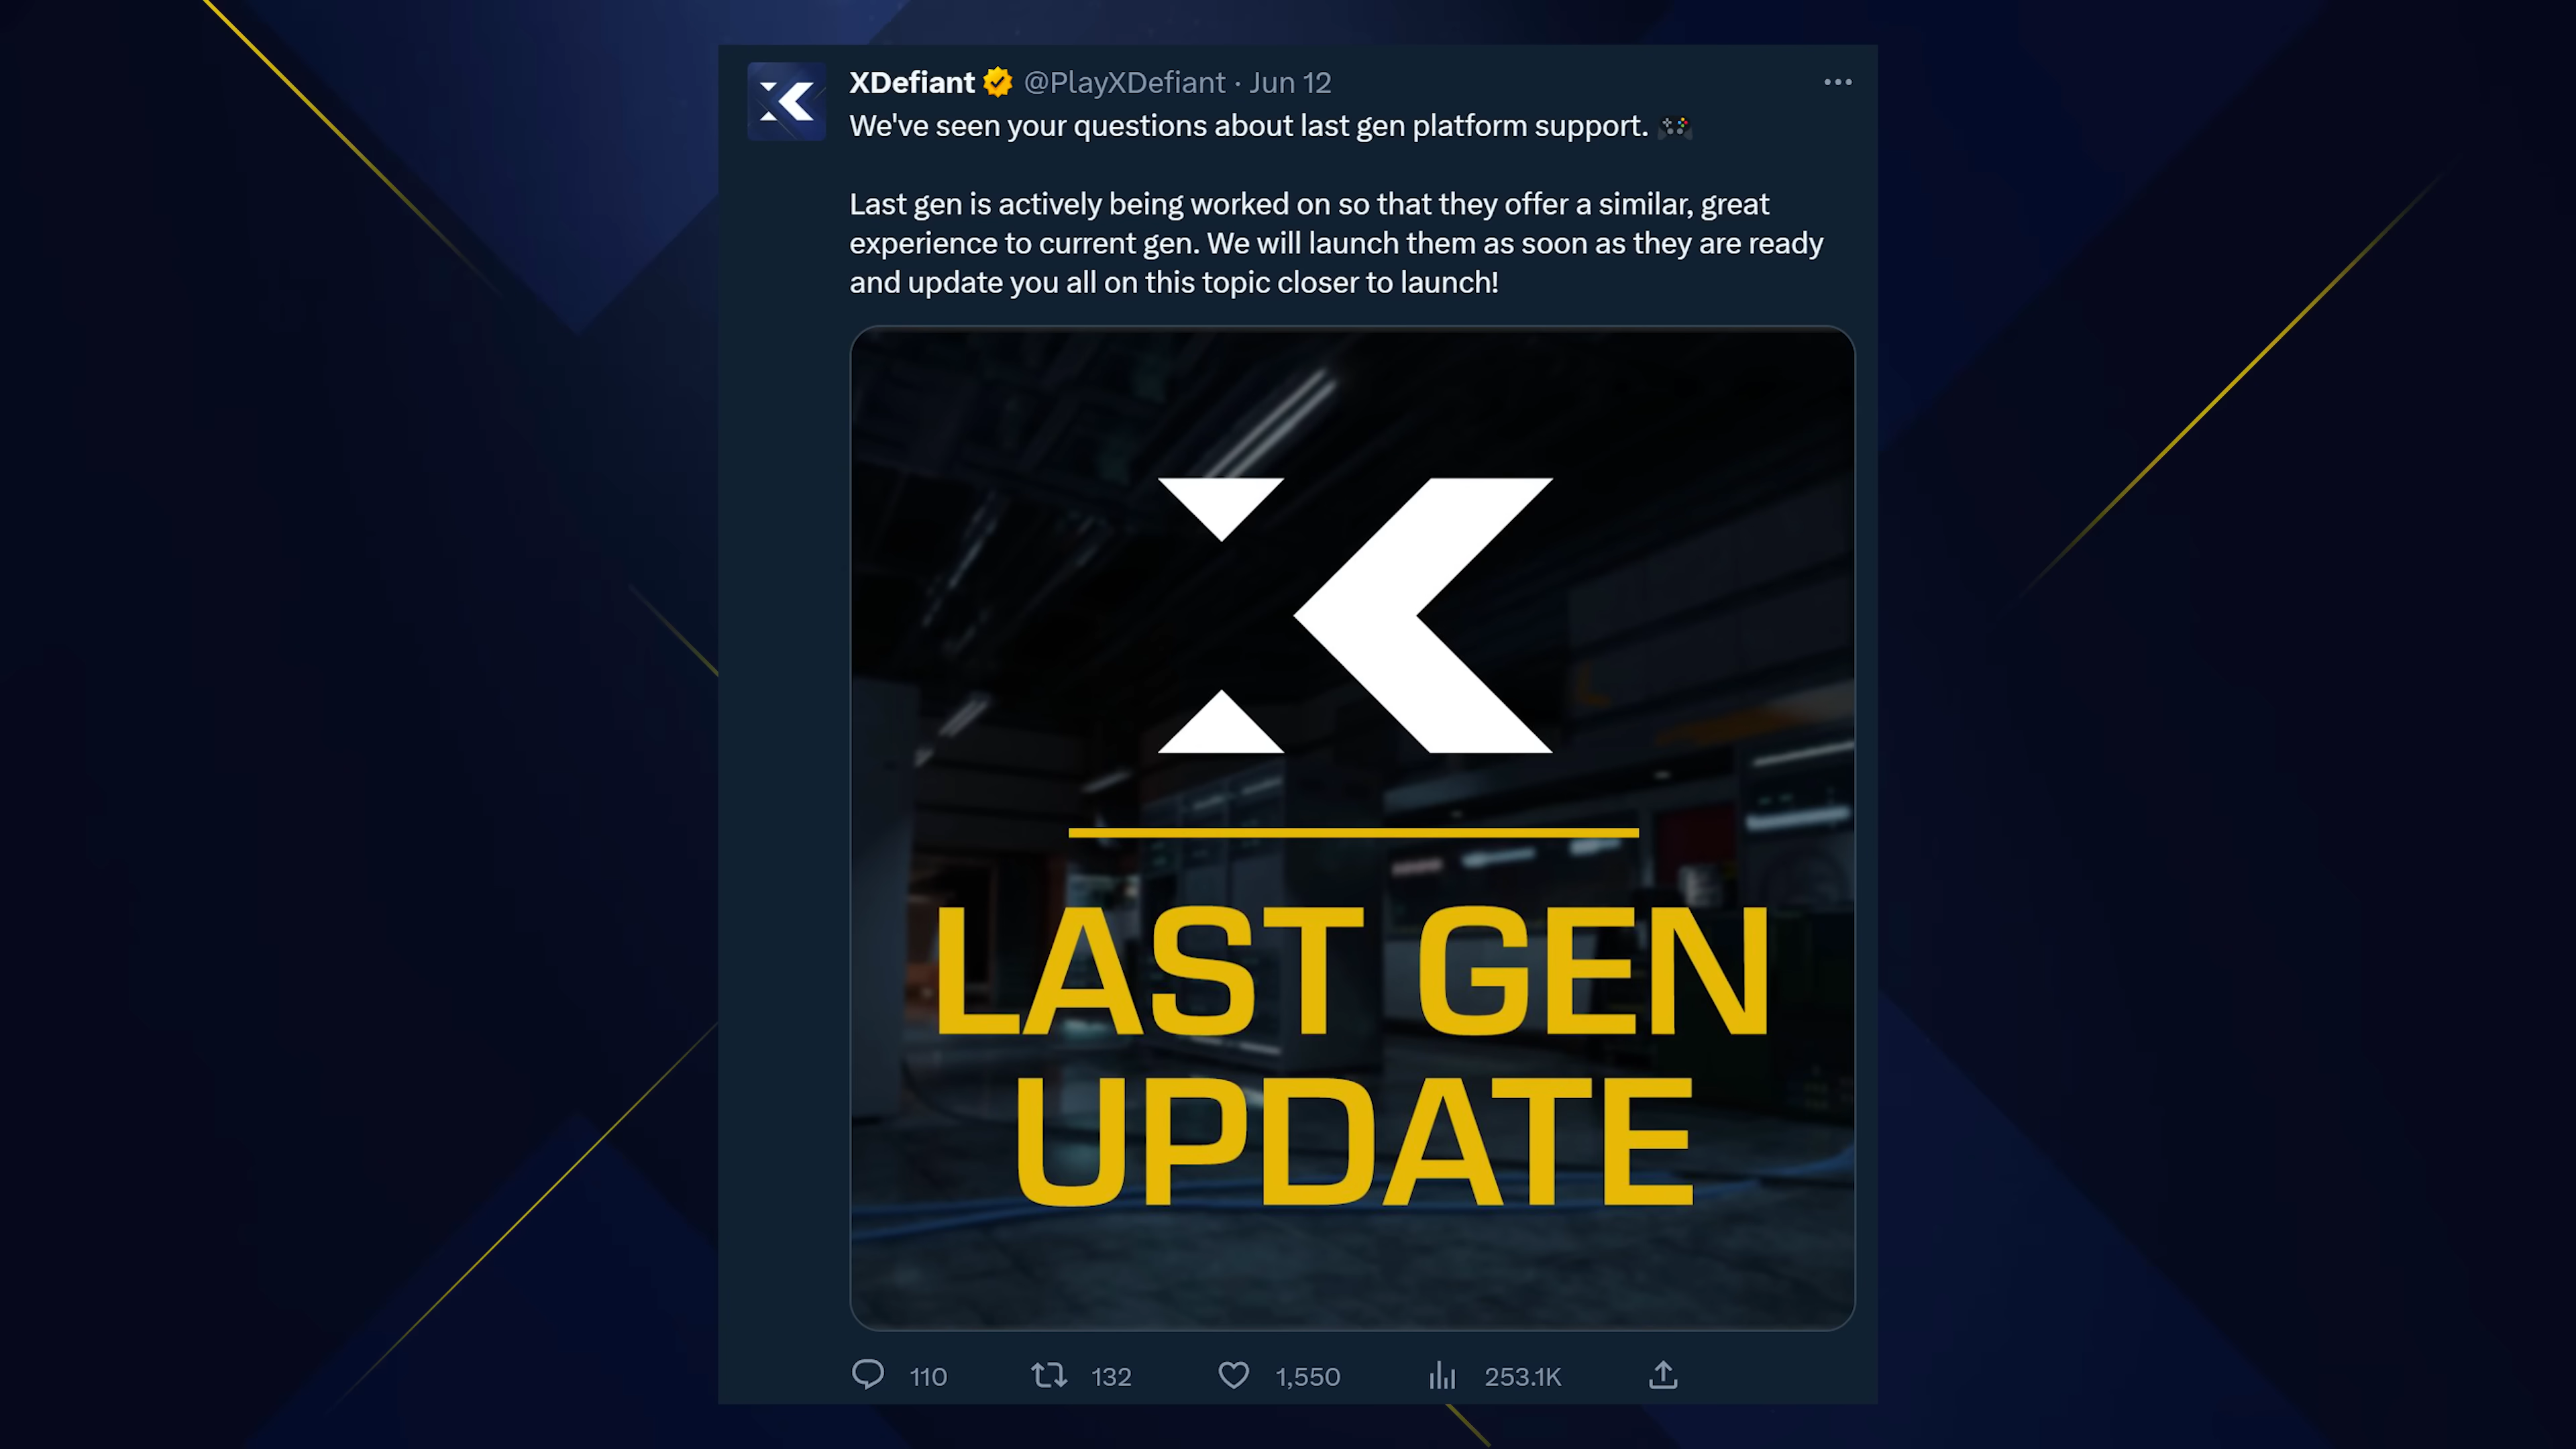 XDefiant @PlayXDefiant · Jun 12
We've seen your questions about last gen platform support. 🎮
Last gen is actively being worked on so that they offer a similar, great
experience to current gen. We will launch them as soon as they are ready
and update you all on this topic closer to launch!
LAST GEN
UPDATE
110 132 1,550 253.1K